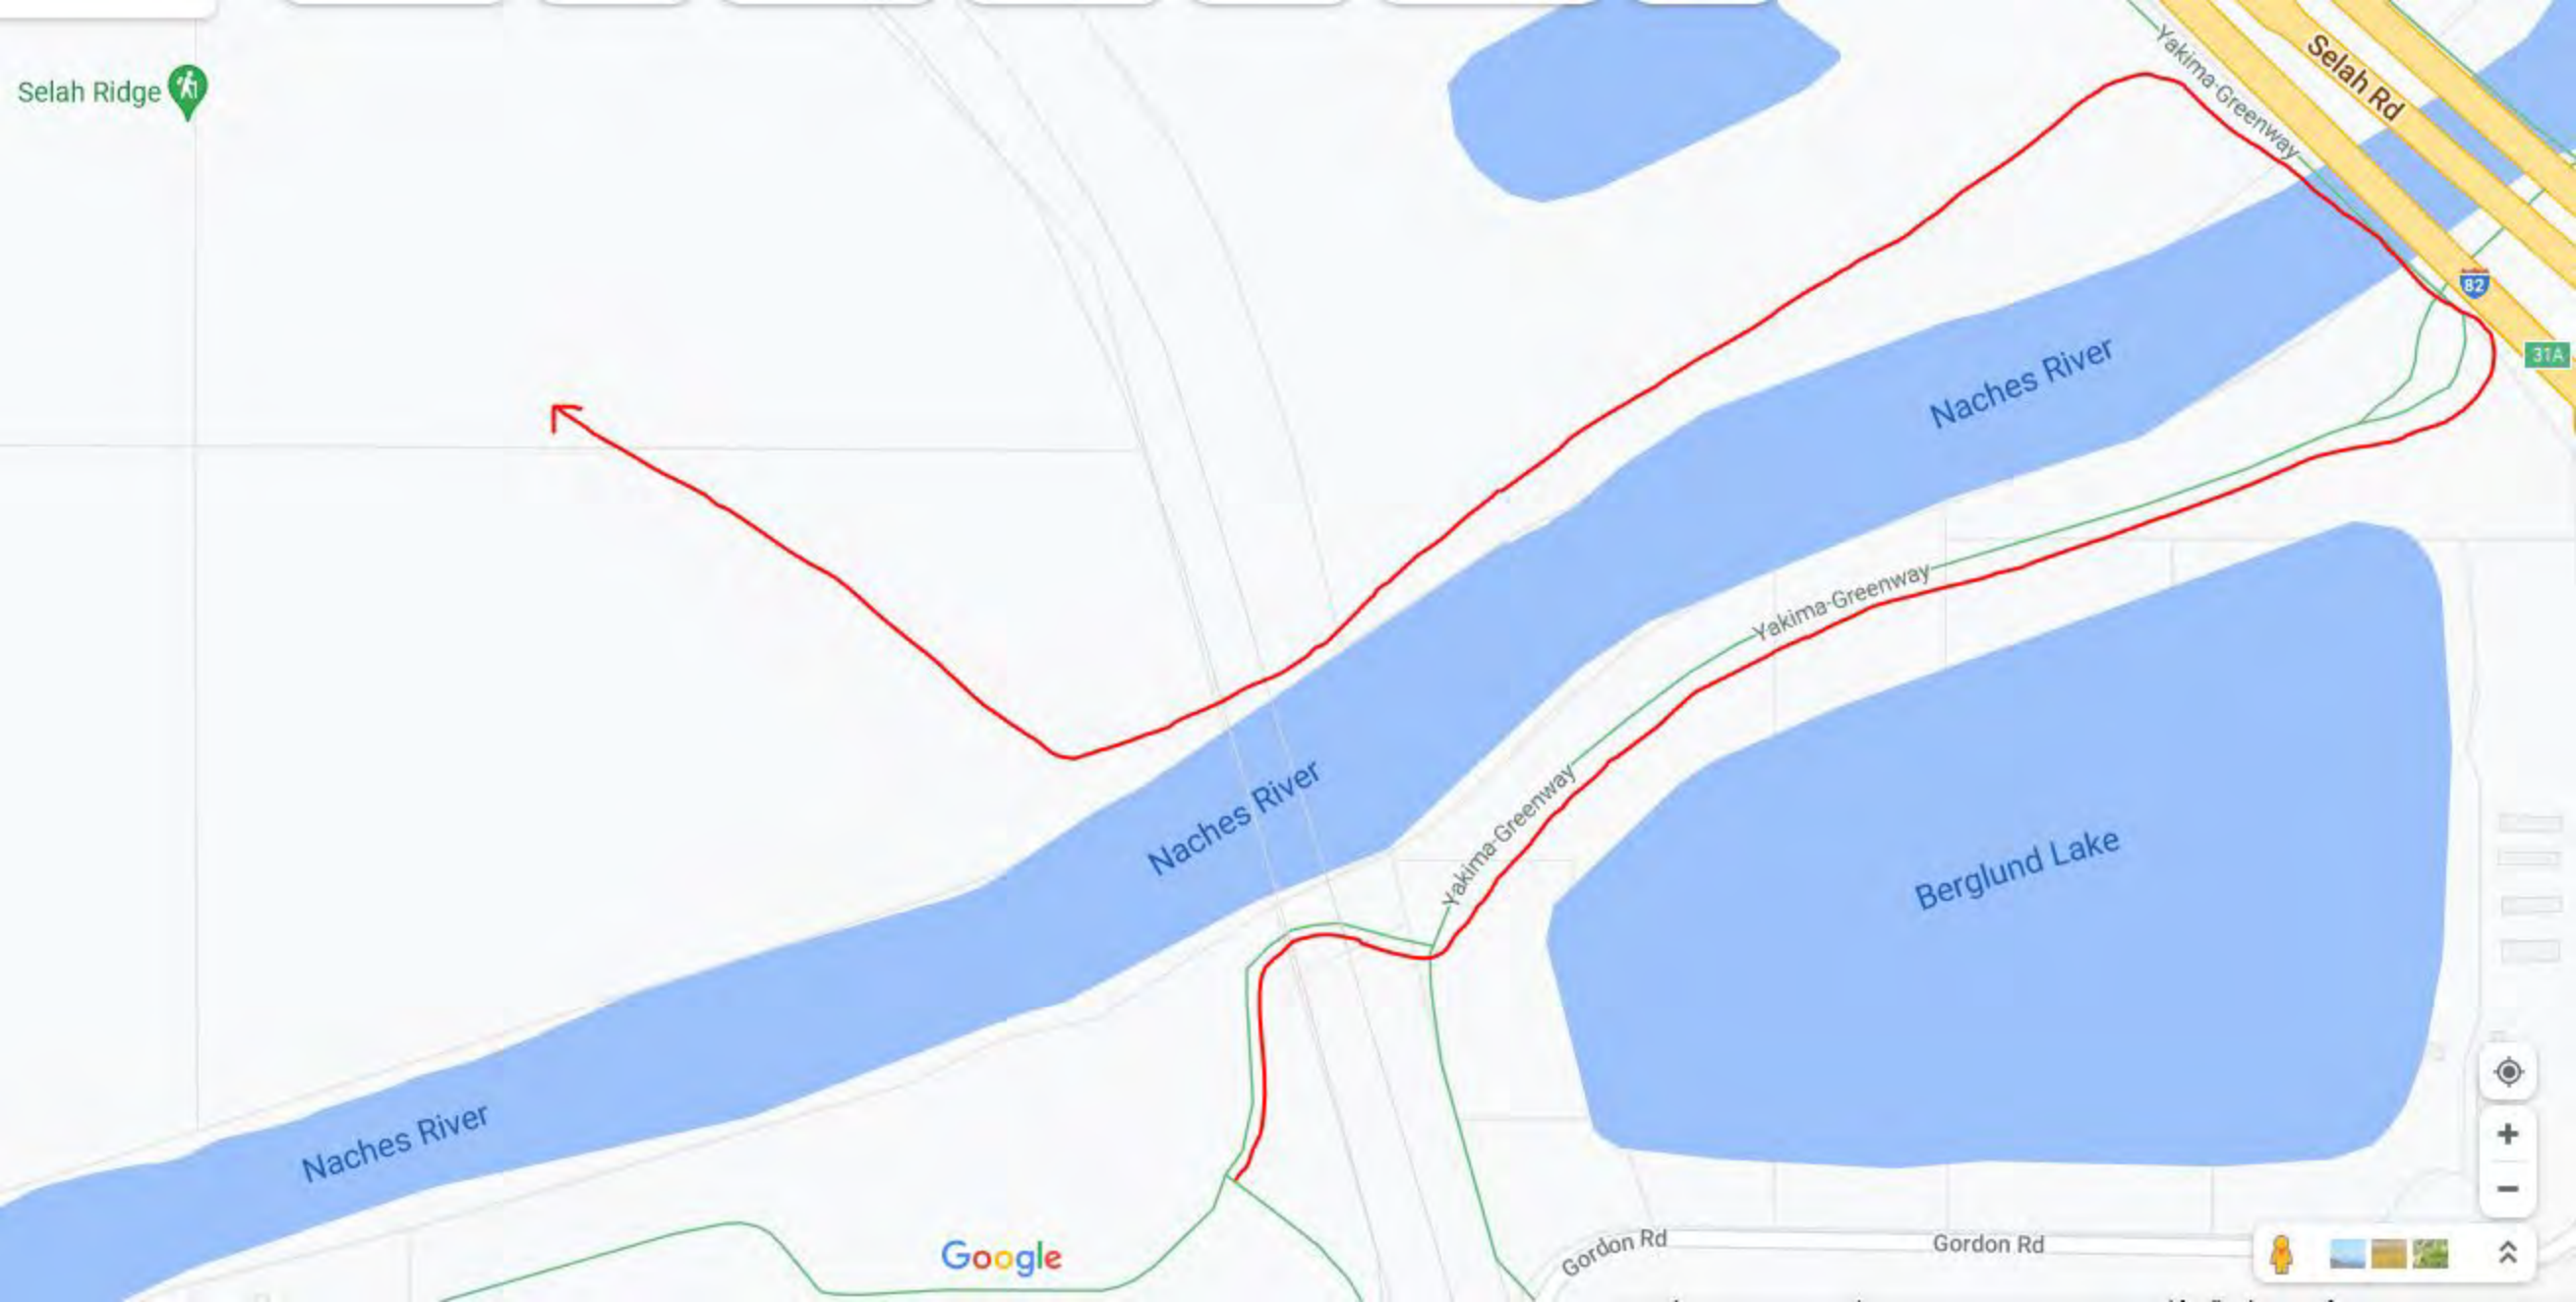 Selah Ridge
Yakima-Greenway
Selah Rd
82
31A
Naches River
Yakima-Greenway
Naches River
Yakima-Greenway
Berglund Lake
Naches River
Gordon Rd
Gordon Rd
Google